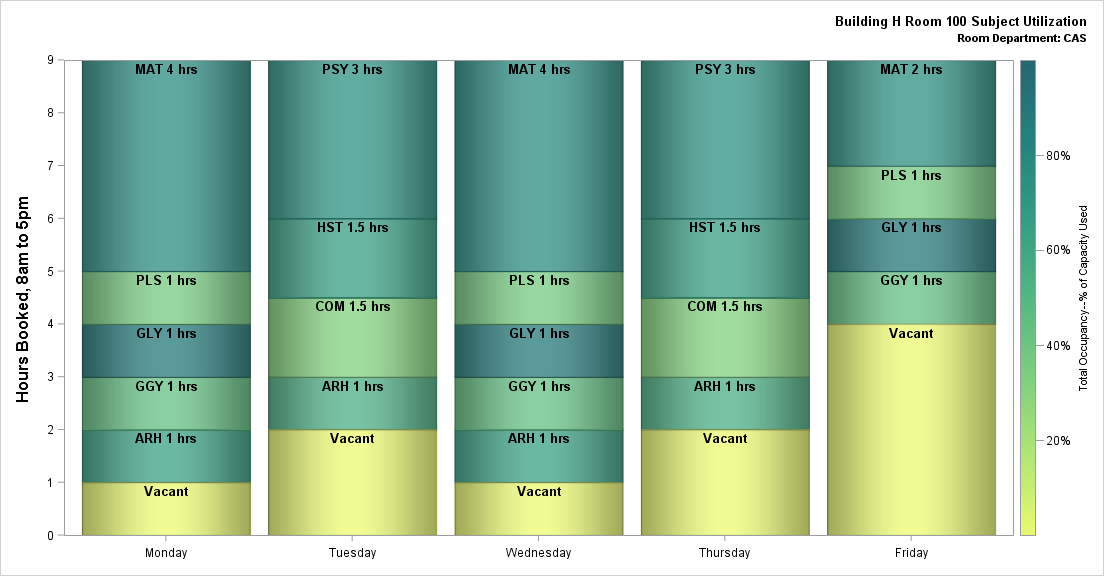 Building H Room 100 Subject Utilization
Room Department: CAS
Hours Booked, 8am to 5pm
9
8
7
6
5
4
3
2
1
0
MAT 4 hrs
PLS 1 hrs
GLY 1 hrs
GGY 1 hrs
ARH 1 hrs
Vacant
Monday
PSY 3 hrs
HST 1.5 hrs
COM 1.5 hrs
ARH 1 hrs
Vacant
Tuesday
MAT 4 hrs
PLS 1 hrs
GLY 1 hrs
GGY 1 hrs
ARH 1 hrs
Vacant
Wednesday
PSY 3 hrs
HST 1.5 hrs
COM 1.5 hrs
ARH 1 hrs
Vacant
Thursday
MAT 2 hrs
PLS 1 hrs
GLY 1 hrs
GGY 1 hrs
Vacant
Friday
80%
60%
40%
20%
Total Occupancy--% of Capacity Used